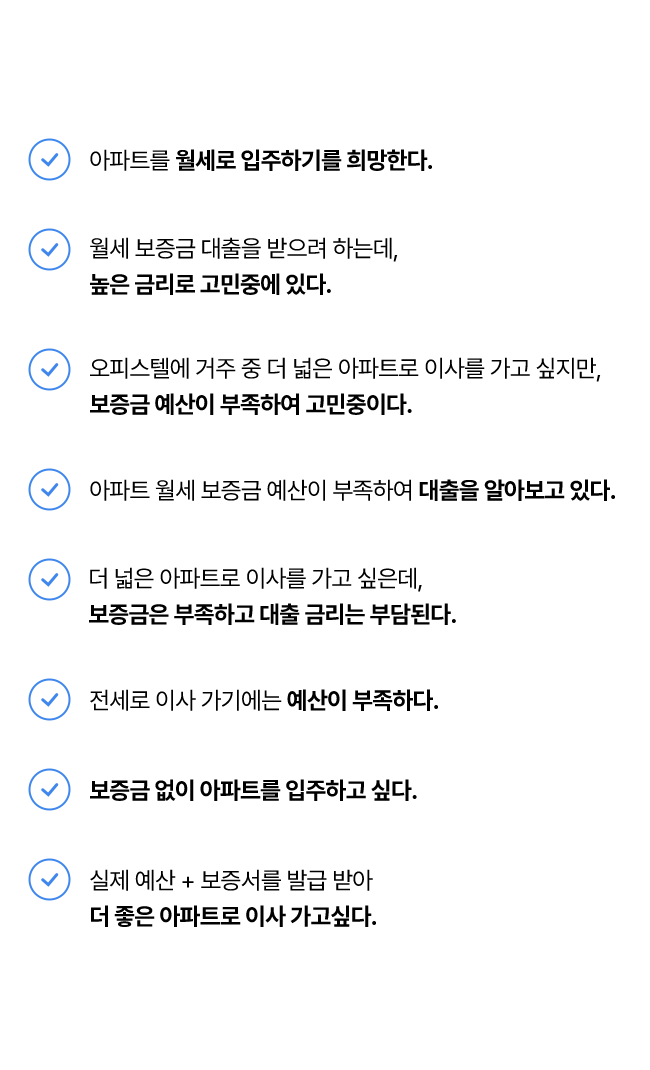 아파트를 월세로 입주하기를 희망한다.
월세 보증금 대출을 받으려 하는데,
높은 금리로 고민중에 있다.
오피스텔에 거주 중 더 넓은 아파트로 이사를 가고 싶지만,
보증금 예산이 부족하여 고민중이다.
아파트 월세 보증금 예산이 부족하여 대출을 알아보고 있다.
더 넓은 아파트로 이사를 가고 싶은데,
보증금은 부족하고 대출 금리는 부담된다.
전세로 이사 가기에는 예산이 부족하다.
보증금 없이 아파트를 입주하고 싶다.
실제 예산 + 보증서를 발급 받아
더 좋은 아파트로 이사 가고싶다.